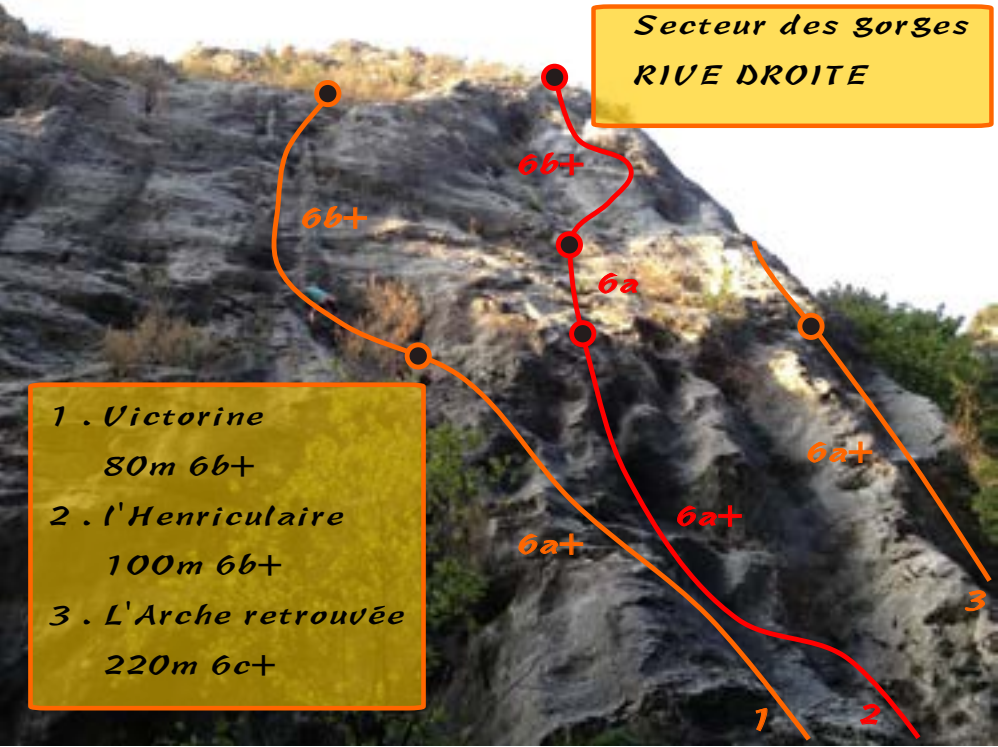 Secteur des gorges
RIVE DROITE
6b+
6b+
6a
1 . Victorine
80m 6b+
2 . l'Henriculaire
100m 6b+
3 . L'Arche retrouvée
220m 6c+
6a+
6a+
6a+
3
1
2